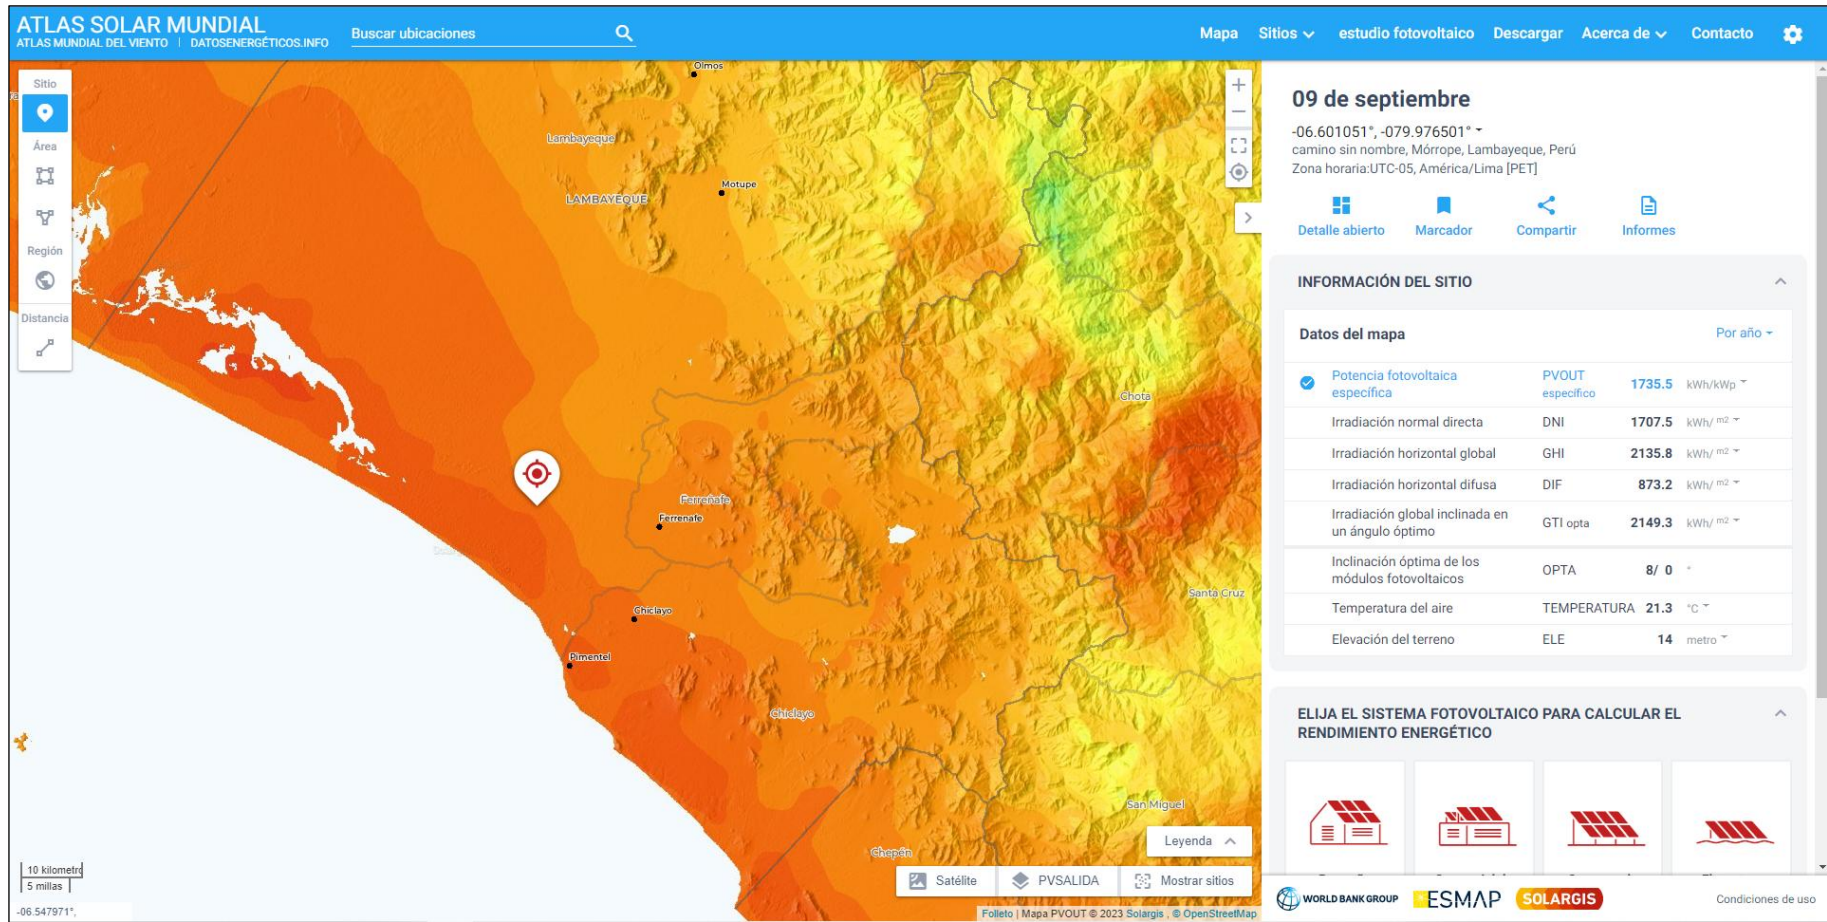 ATLAS SOLAR MUNDIAL
ATLAS MUNDIAL DEL VIENTO | DATOSENERGÉTICOS.INFO
Buscar ubicaciones
Mapa Sitios estudio fotovoltaico Descargar Acerca de Contacto
Sitio
Área
Región
Distancia
Olmos
Lambayeque
Motupe
LAMBAYEQUE
Chota
Ferreñafe
Ferrenafe
Santa Cruz
Chiclayo
Pimentel
Chiclayo
San Miguel
Chepén
Leyenda
Satélite PVSALIDA Mostrar sitios
10 kilometro
5 millas
-06.547971°,
Folleto | Mapa PVOUT © 2023 Solargis , © OpenStreetMap
09 de septiembre
-06.601051°, -079.976501°
camino sin nombre, Mórrope, Lambayeque, Perú
Zona horaria:UTC-05, América/Lima [PET]
Detalle abierto Marcador Compartir Informes
INFORMACIÓN DEL SITIO
Datos del mapa Por año
Potencia fotovoltaica específica PVOUT específico 1735.5 kWh/kWp
Irradiación normal directa DNI 1707.5 kWh/ m2
Irradiación horizontal global GHI 2135.8 kWh/ m2
Irradiación horizontal difusa DIF 873.2 kWh/ m2
Irradiación global inclinada en un ángulo óptimo GTI opta 2149.3 kWh/ m2
Inclinación óptima de los módulos fotovoltaicos OPTA 8/ 0 °
Temperatura del aire TEMPERATURA 21.3 °C
Elevación del terreno ELE 14 metro
ELIJA EL SISTEMA FOTOVOLTAICO PARA CALCULAR EL
RENDIMIENTO ENERGÉTICO
WORLD BANK GROUP ESMAP SOLARGIS Condiciones de uso